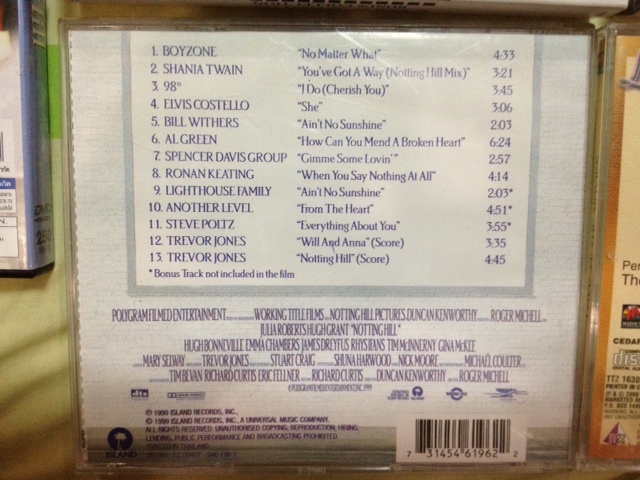 1. BOYZONE "No Matter What" 4:33
2. SHANIA TWAIN "You've Got A Way (Notting Hill Mix)" 3:21
3. 98° "I Do (Cherish You)" 3:45
4. ELVIS COSTELLO "She" 3:06
5. BILL WITHERS "Ain't No Sunshine" 2:03
6. AL GREEN "How Can You Mend A Broken Heart" 6:24
7. SPENCER DAVIS GROUP "Gimme Some Lovin'" 2:57
8. RONAN KEATING "When You Say Nothing At All" 4:14
9. LIGHTHOUSE FAMILY "Ain't No Sunshine" 2:03*
10. ANOTHER LEVEL "From The Heart" 4:51*
11. STEVE POLTZ "Everything About You" 3:55*
12. TREVOR JONES "Will And Anna" (Score) 3:35
13. TREVOR JONES "Notting Hill" (Score) 4:45
* Bonus Track not included in the film
POLYGRAM FILMED ENTERTAINMENT WORKING TITLE FILMS NOTTING HILL PICTURES DUNCAN KENWORTHY ROGER MICHELL
JULIA ROBERTS HUGH GRANT "NOTTING HILL"
HUGH BONNEVILLE EMMA CHAMBERS JAMES DREYFUS RHYS IFANS TIM McINNERNY GINA McKEE
MARY SELWAY TREVOR JONES STUART CRAIG SHUNA HARWOOD NICK MOORE MICHAEL COULTER
TIM BEVAN RICHARD CURTIS ERIC FELLNER RICHARD CURTIS DUNCAN KENWORTHY ROGER MICHELL
dts
℗ 1999 ISLAND RECORDS, INC.,
© 1999 ISLAND RECORDS, INC., A UNIVERSAL MUSIC COMPANY.
ALL RIGHTS RESERVED. UNAUTHORISED COPYING, REPRODUCTION, HIRING,
LENDING, PUBLIC PERFORMANCE AND BROADCASTING PROHIBITED.
PRINTED IN THAILAND
ISLAND
7 31454 61962 2
DVD
CEDAR
disc